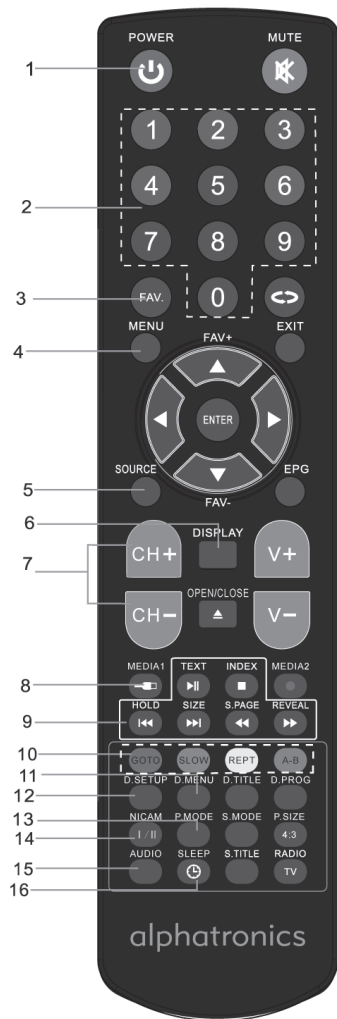 POWER MUTE
1
1 2 3
4 5 6
2
7 8 9
3 FAV. 0
MENU EXIT
4 FAV+
ENTER
SOURCE EPG
5
FAV-
6 DISPLAY
7 CH+ V+
OPEN/CLOSE
CH- V-
MEDIA1 TEXT INDEX MEDIA2
8
HOLD SIZE S.PAGE REVEAL
9
10 GOTO SLOW REPT A-B
11 D.SETUP D.MENU D.TITLE D.PROG
12
13 NICAM P.MODE S.MODE P.SIZE
14 I/II 4:3
AUDIO SLEEP S.TITLE RADIO
15 TV
16
alphatronics